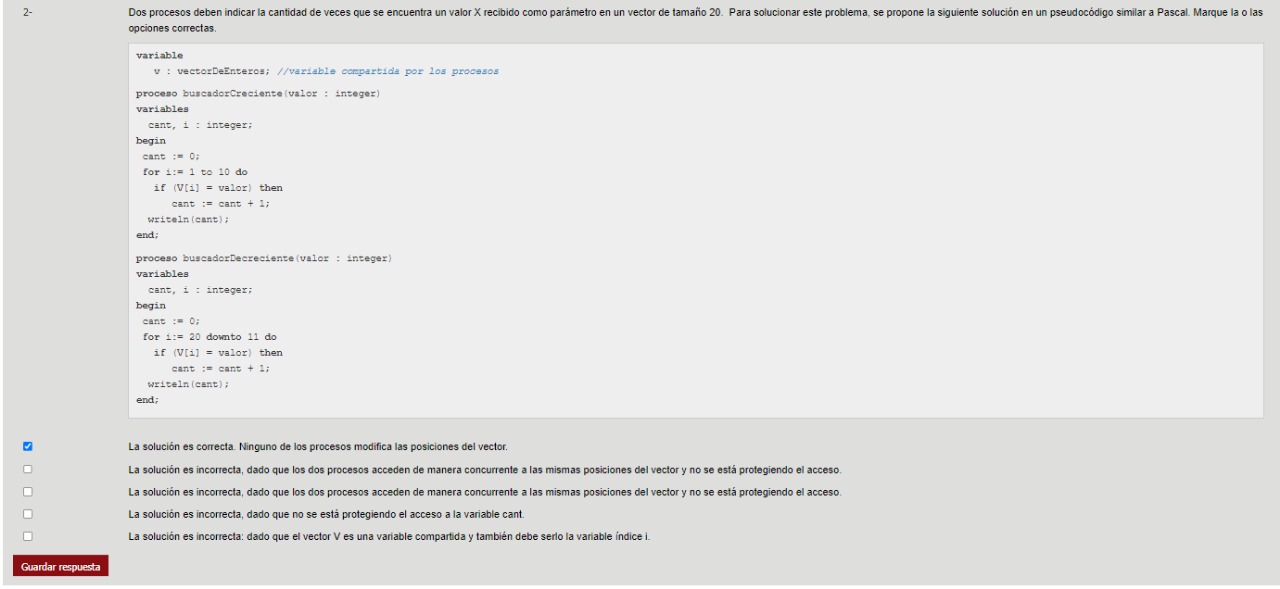 2-
Dos procesos deben indicar la cantidad de veces que se encuentra un valor X recibido como parámetro en un vector de tamaño 20. Para solucionar este problema, se propone la siguiente solución en un pseudocódigo similar a Pascal. Marque la o las
opciones correctas.
variable
v : vectorDeEnteros; //variable compartida por los procesos
proceso buscadorCreciente(valor : integer)
variables
cant, i : integer;
begin
cant := 0;
for i:= 1 to 10 do
if (V[i] = valor) then
cant := cant + 1;
writeln(cant);
end;
proceso buscadorDecreciente(valor : integer)
variables
cant, i : integer;
begin
cant := 0;
for i:= 20 downto 11 do
if (V[i] = valor) then
cant := cant + 1;
writeln(cant);
end;
La solución es correcta. Ninguno de los procesos modifica las posiciones del vector.
La solución es incorrecta, dado que los dos procesos acceden de manera concurrente a las mismas posiciones del vector y no se está protegiendo el acceso.
La solución es incorrecta, dado que los dos procesos acceden de manera concurrente a las mismas posiciones del vector y no se está protegiendo el acceso.
La solución es incorrecta, dado que no se está protegiendo el acceso a la variable cant.
La solución es incorrecta: dado que el vector V es una variable compartida y también debe serlo la variable índice i.
Guardar respuesta